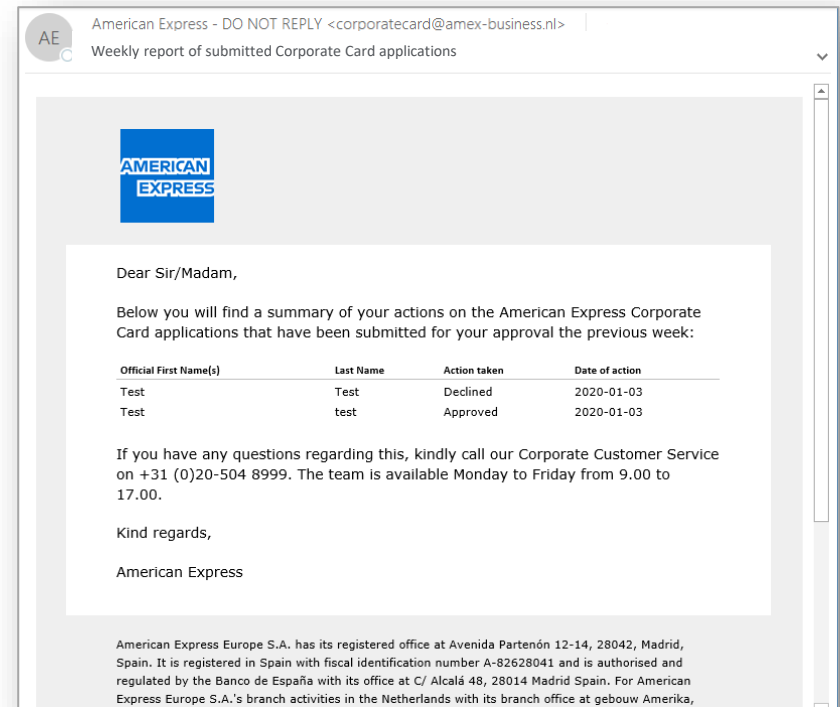 AE
American Express - DO NOT REPLY <corporatecard@amex-business.nl>
Weekly report of submitted Corporate Card applications
AMERICAN
EXPRESS
Dear Sir/Madam,
Below you will find a summary of your actions on the American Express Corporate
Card applications that have been submitted for your approval the previous week:
Official First Name(s) Last Name Action taken Date of action
Test Test Declined 2020-01-03
Test test Approved 2020-01-03
If you have any questions regarding this, kindly call our Corporate Customer Service
on +31 (0)20-504 8999. The team is available Monday to Friday from 9.00 to
17.00.
Kind regards,
American Express
American Express Europe S.A. has its registered office at Avenida Partenón 12-14, 28042, Madrid,
Spain. It is registered in Spain with fiscal identification number A-82628041 and is authorised and
regulated by the Banco de España with its office at C/ Alcalá 48, 28014 Madrid Spain. For American
Express Europe S.A.'s branch activities in the Netherlands with its branch office at gebouw Amerika,